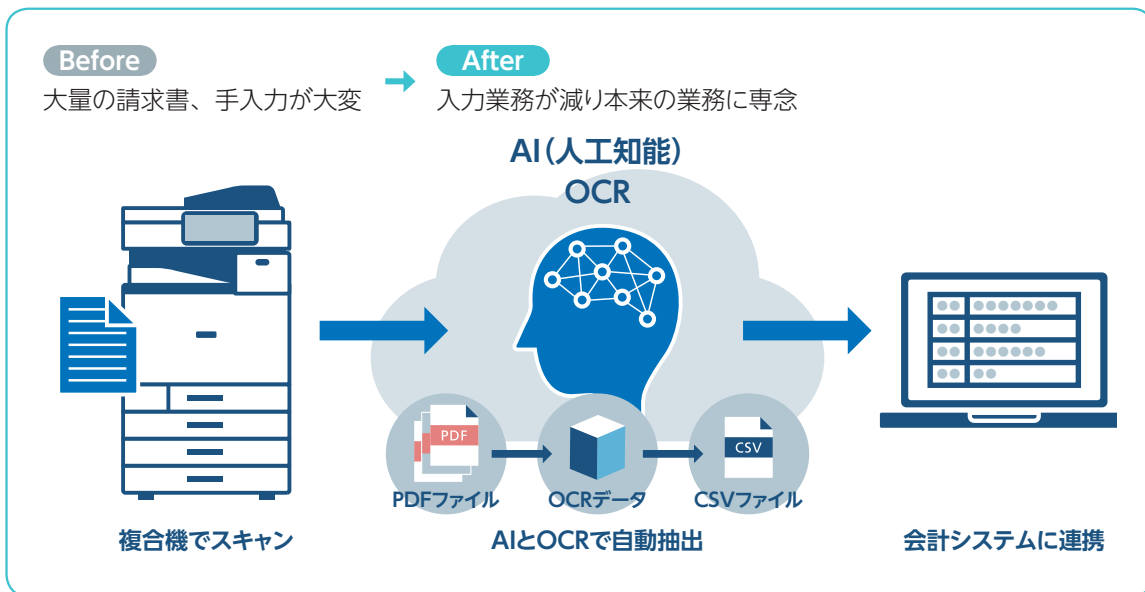 Before
After
大量の請求書、手入力が大変
入力業務が減り本来の業務に専念
AI(人工知能)
OCR
PDF
CSV
PDFファイル
OCRデータ
CSVファイル
複合機でスキャン
AIとOCRで自動抽出
会計システムに連携